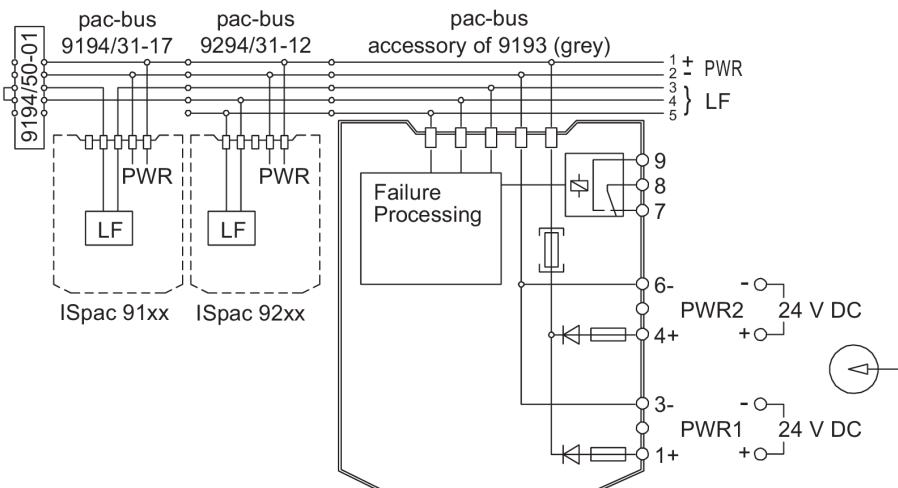 pac-bus
9194/31-17
pac-bus
9294/31-12
pac-bus
accessory of 9193 (grey)
9194/50-01
1 +
2 -
PWR
3
4
5
} LF
PWR
LF
ISpac 91xx
PWR
LF
ISpac 92xx
Failure
Processing
9
8
7
6-
PWR2
4+
-
24 V DC
+
3-
PWR1
1+
-
24 V DC
+